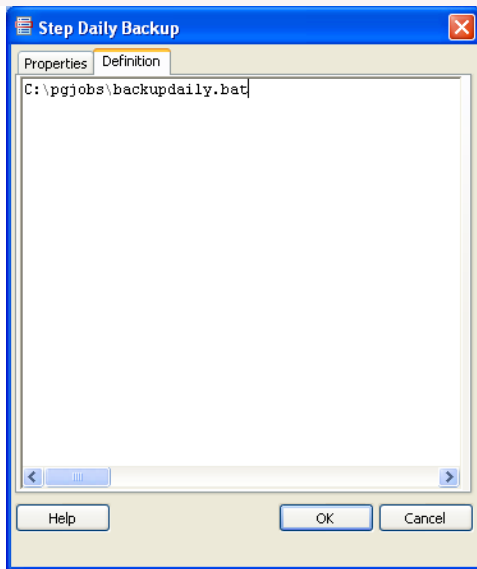 Step Daily Backup
Properties Definition
C:\pgjobs\backupdaily.bat
Help OK Cancel